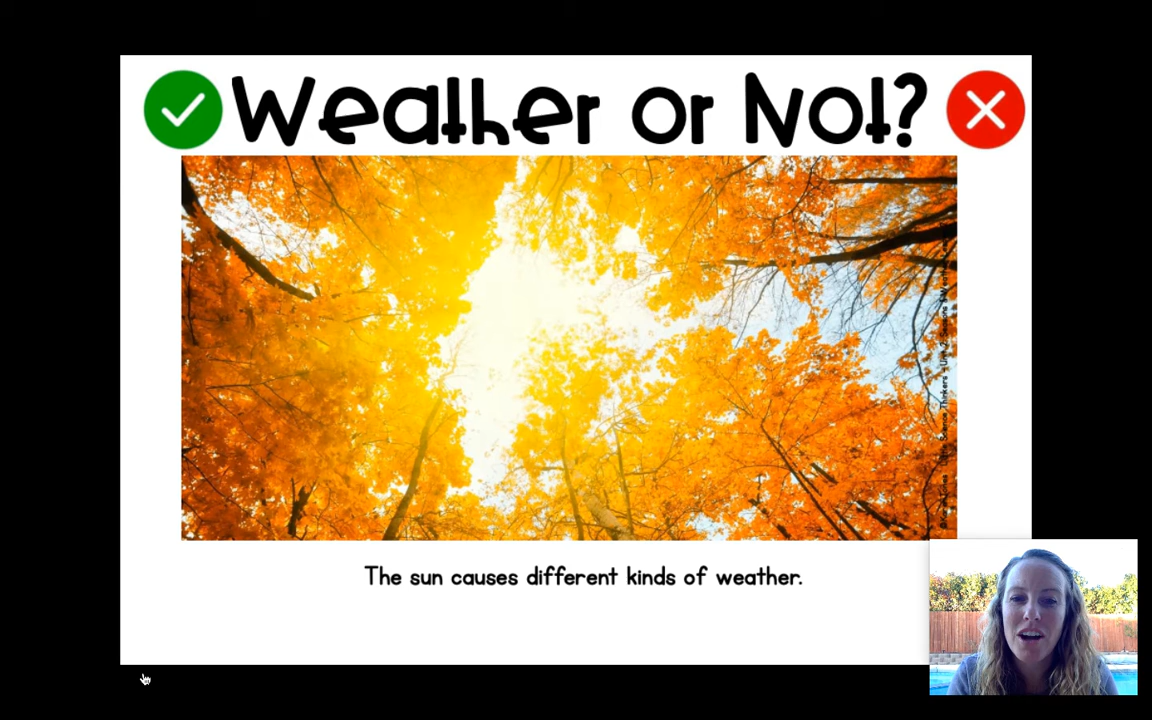 Weather or Not?
The sun causes different kinds of weather.